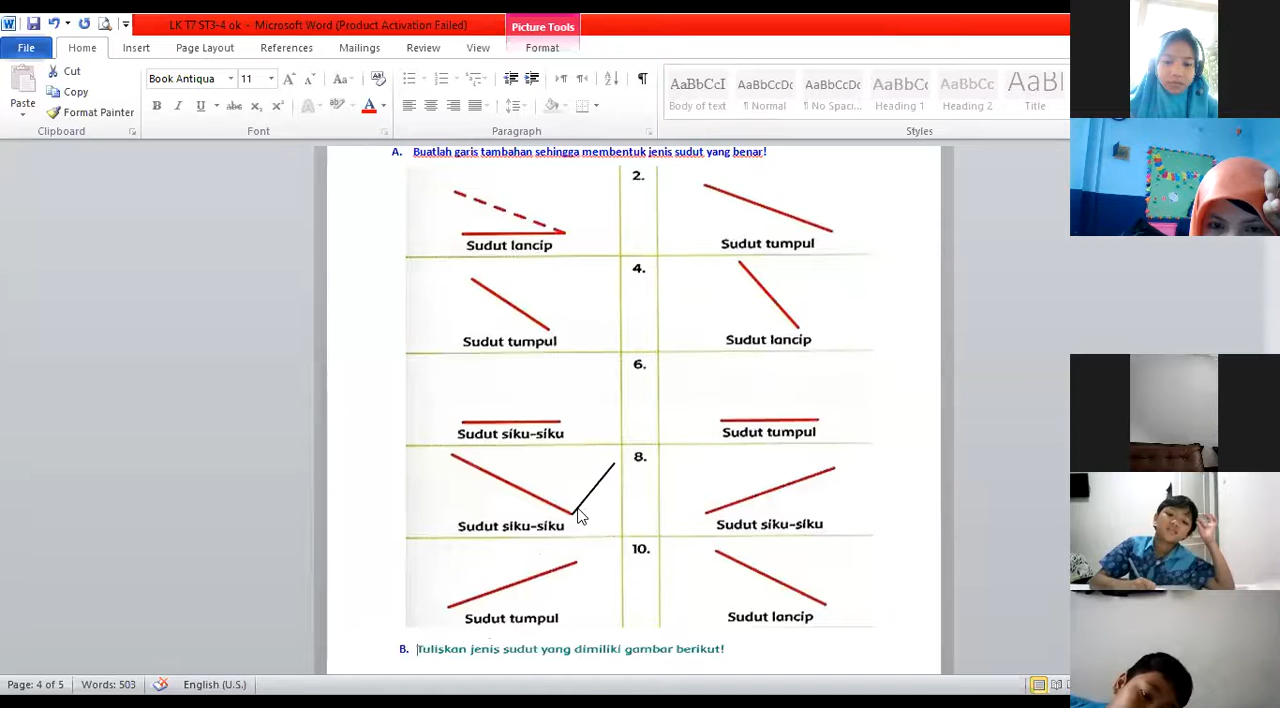 LK T7 ST3-4 ok - Microsoft Word (Product Activation Failed)
Picture Tools
File Home Insert Page Layout References Mailings Review View Format
Cut
Copy
Format Painter
Paste
Book Antiqua 11
B I U abc X₂ X² A ab A
AaBbCcI AaBbCcDc AaBbCcDc AaBbCc AaBbCc AaBl
Body of text ¶ Normal ¶ No Spaci... Heading 1 Heading 2 Title
Clipboard Font Paragraph Styles
A. Buatlah garis tambahan sehingga membentuk jenis sudut yang benar!
2.
Sudut lancip Sudut tumpul
4.
Sudut tumpul Sudut lancip
6.
Sudut siku-siku Sudut tumpul
8.
Sudut siku-siku Sudut siku-siku
10.
Sudut tumpul Sudut lancip
B. Tuliskan jenis sudut yang dimiliki gambar berikut!
Page: 4 of 5 Words: 503 English (U.S.)